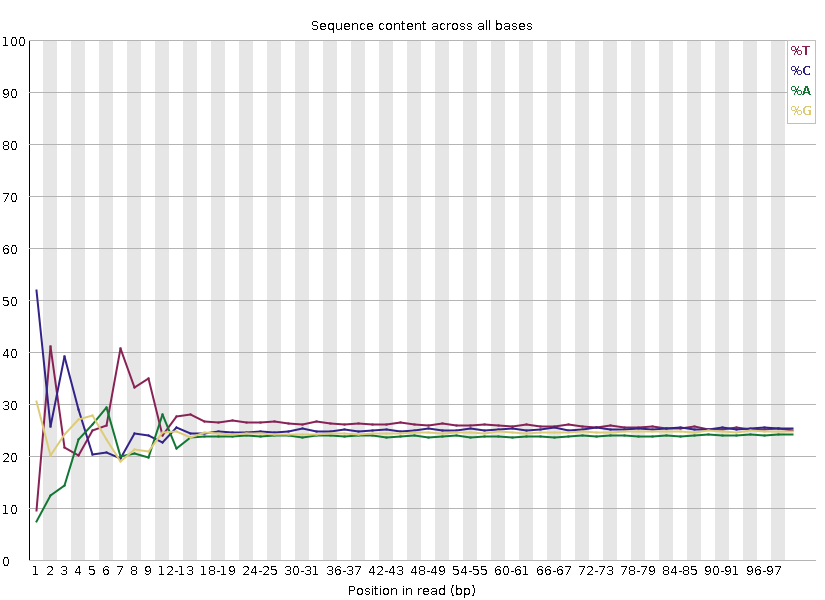 Sequence content across all bases
100
90
80
70
60
50
40
30
20
10
0
%T
%C
%A
%G
1 2 3 4 5 6 7 8 9 12-13 18-19 24-25 30-31 36-37 42-43 48-49 54-55 60-61 66-67 72-73 78-79 84-85 90-91 96-97
Position in read (bp)